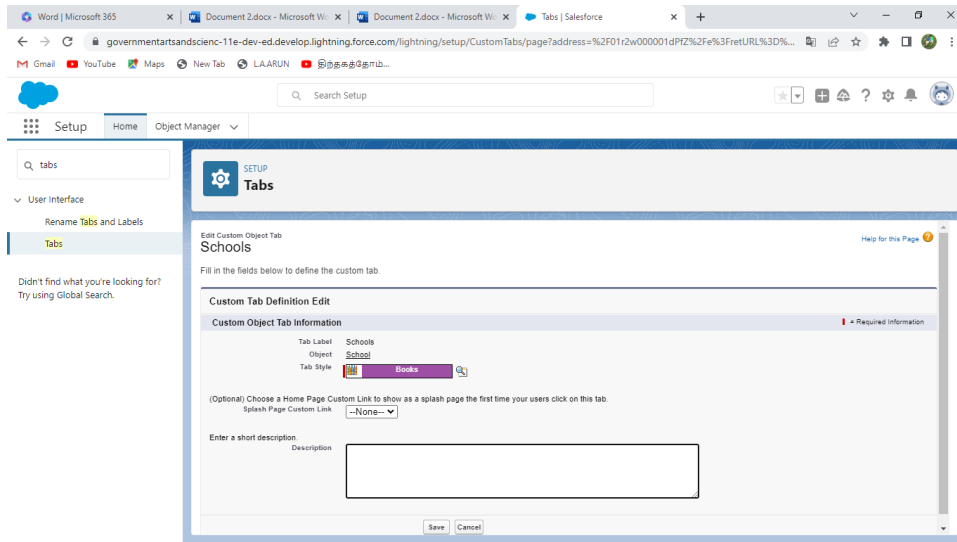 Word | Microsoft 365
Document 2.docx - Microsoft Wo
Document 2.docx - Microsoft Wo
Tabs | Salesforce
governmentartsandscienc-11e-dev-ed.develop.lightning.force.com/lightning/setup/CustomTabs/page?address=%2F01r2w000001dPfZ%2Fe%3FretURL%3D%...
Gmail YouTube Maps New Tab L.A.ARUN இந்தகத்தோம்...
Search Setup
Setup Home Object Manager
tabs
User Interface
Rename Tabs and Labels
Tabs
Didn't find what you're looking for?
Try using Global Search.
SETUP
Tabs
Edit Custom Object Tab
Schools
Help for this Page
Fill in the fields below to define the custom tab.
Custom Tab Definition Edit
Custom Object Tab Information
= Required Information
Tab Label Schools
Object School
Tab Style Books
(Optional) Choose a Home Page Custom Link to show as a splash page the first time your users click on this tab.
Splash Page Custom Link --None--
Enter a short description.
Description
Save Cancel